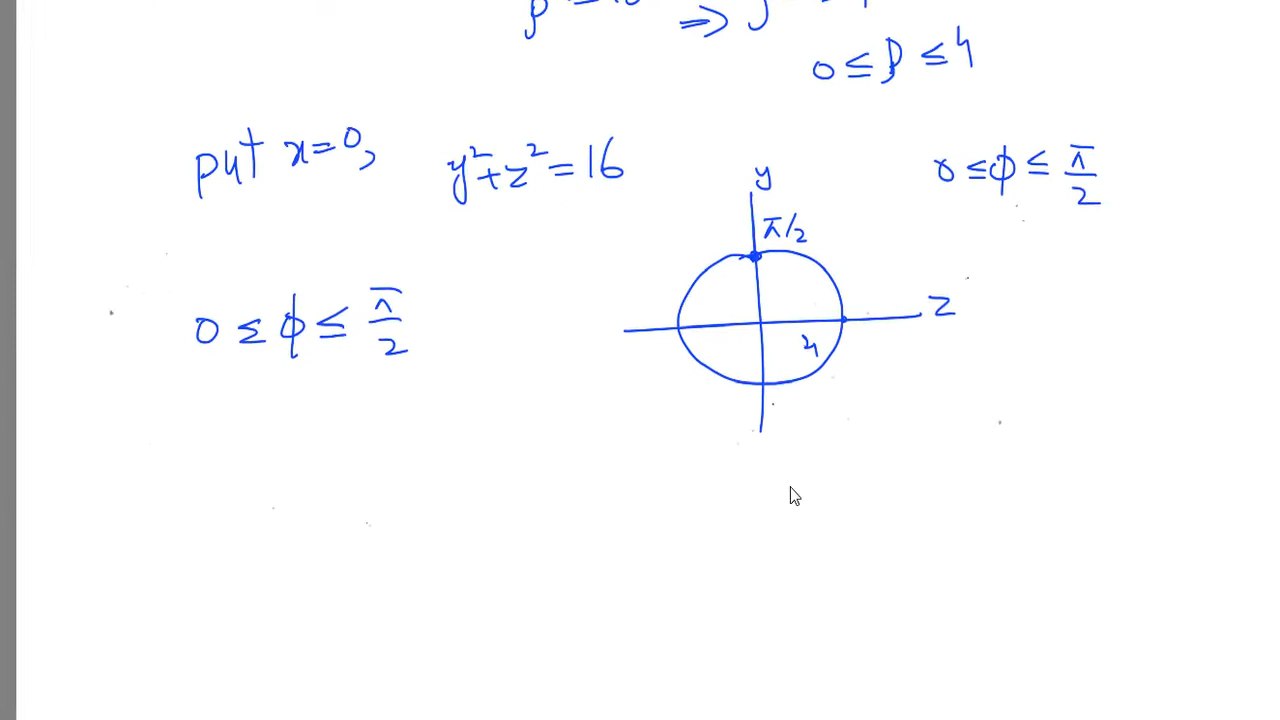 ⇒
0 ≤ ρ ≤ 4
put x=0, y²+z²=16
0 ≤ φ ≤ π/2
y
π/2
z
4
0 ≤ φ ≤ π/2